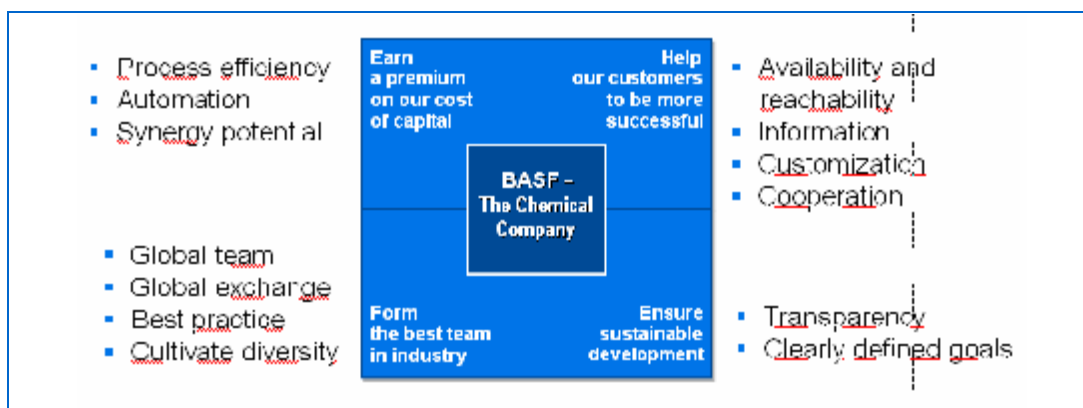 Process efficiency
Automation
Synergy potential
Earn
a premium
on our cost
of capital
Help
our customers
to be more
successful
Availability and
reachability
Information
Customization
Cooperation
BASF –
The Chemical
Company
Global team
Global exchange
Best practice
Cultivate diversity
Form
the best team
in industry
Ensure
sustainable
development
Transparency
Clearly defined goals